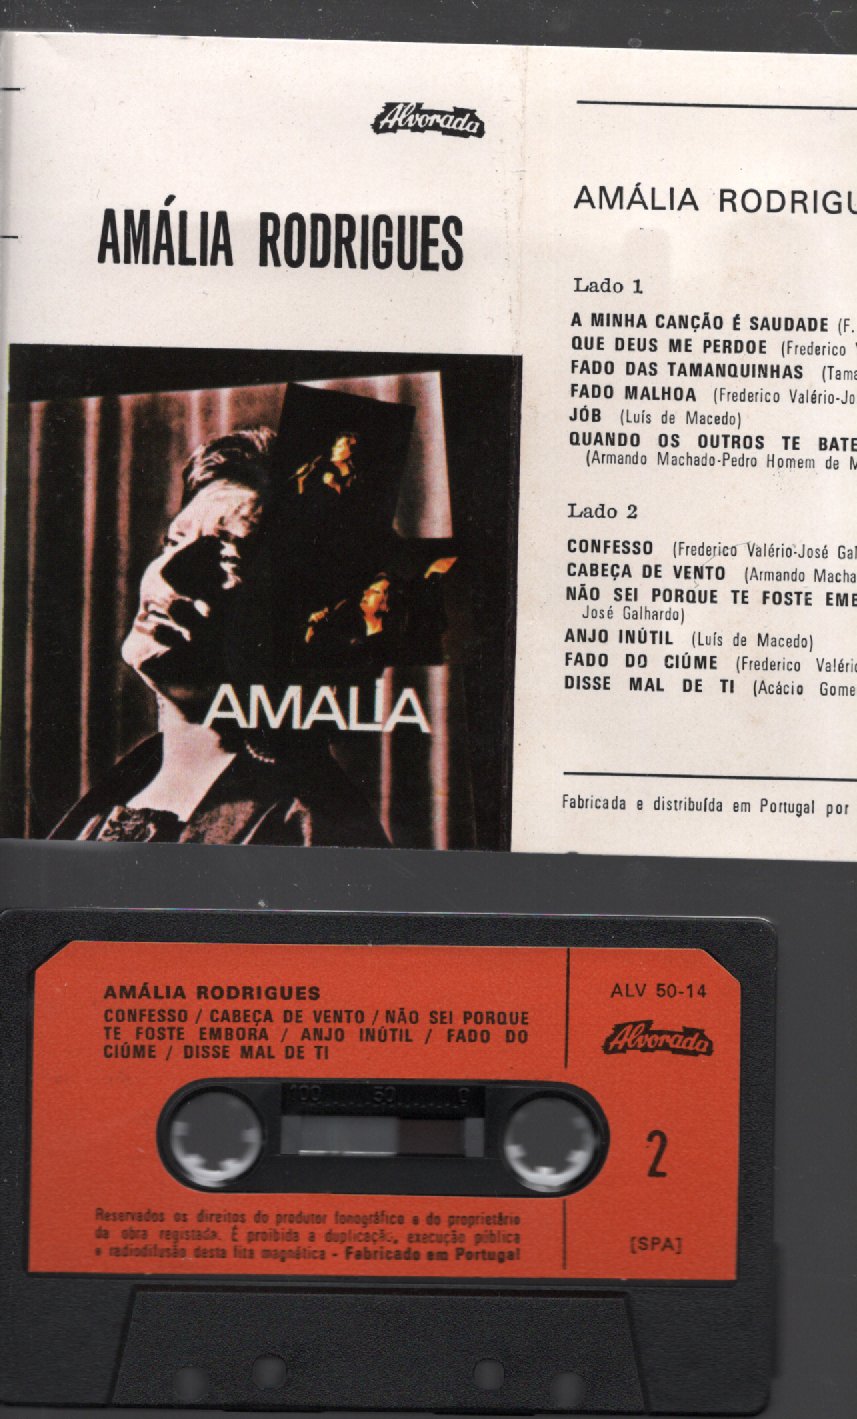 Alvorada
AMÁLIA RODRIGUES
AMALIA
AMÁLIA RODRIGU
Lado 1
A MINHA CANÇÃO É SAUDADE (F.
QUE DEUS ME PERDOE (Frederico V
FADO DAS TAMANQUINHAS (Tama
FADO MALHOA (Frederico Valério-Jo
JÓB (Luís de Macedo)
QUANDO OS OUTROS TE BATE
(Armando Machado-Pedro Homem de M
Lado 2
CONFESSO (Frederico Valério-José Gal
CABEÇA DE VENTO (Armando Macha
NÃO SEI PORQUE TE FOSTE EMB
José Galhardo)
ANJO INÚTIL (Luís de Macedo)
FADO DO CIÚME (Frederico Valéri
DISSE MAL DE TI (Acácio Gome
Fabricada e distribuída em Portugal por
AMÁLIA RODRIGUES
CONFESSO / CABEÇA DE VENTO / NÃO SEI PORQUE
TE FOSTE EMBORA / ANJO INÚTIL / FADO DO
CIÚME / DISSE MAL DE TI
ALV 50-14
Alvorada
100 50 0
2
Reservados os direitos do produtor fonográfico e do proprietário
da obra registada. É proibida a duplicação, execução pública
e radiodifusão desta fita magnética - Fabricado em Portugal
[SPA]